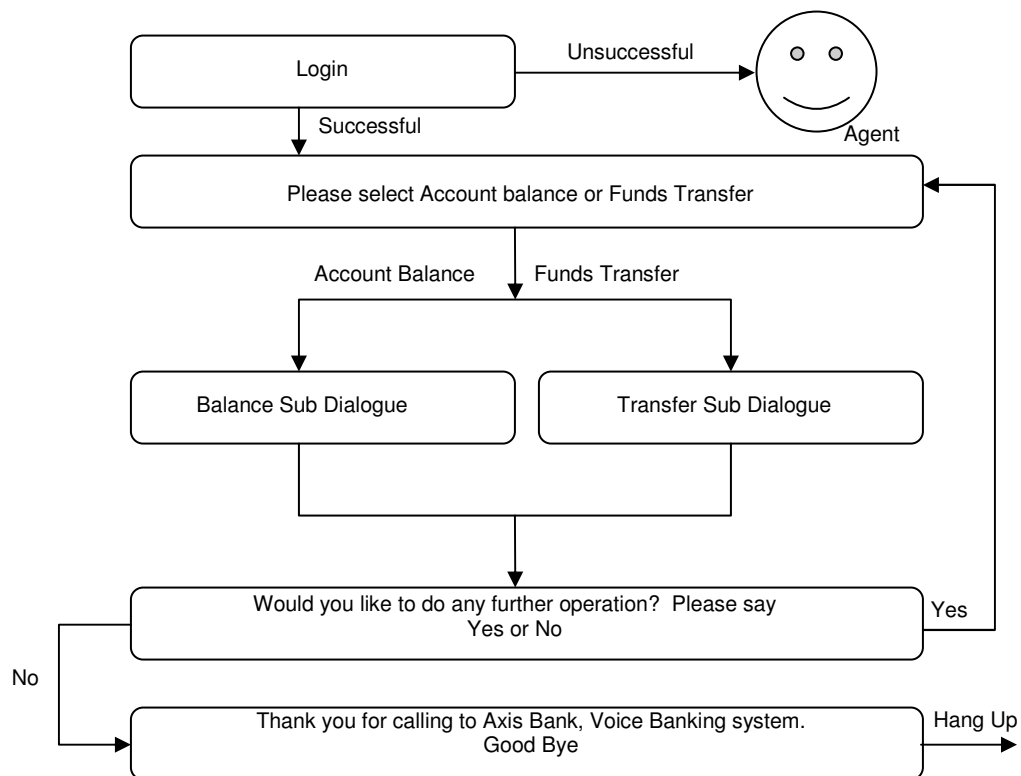 Login
Unsuccessful
Agent
Successful
Please select Account balance or Funds Transfer
Account Balance
Funds Transfer
Balance Sub Dialogue
Transfer Sub Dialogue
Would you like to do any further operation?  Please say
Yes or No
Yes
No
Thank you for calling to Axis Bank, Voice Banking system.
Good Bye
Hang Up